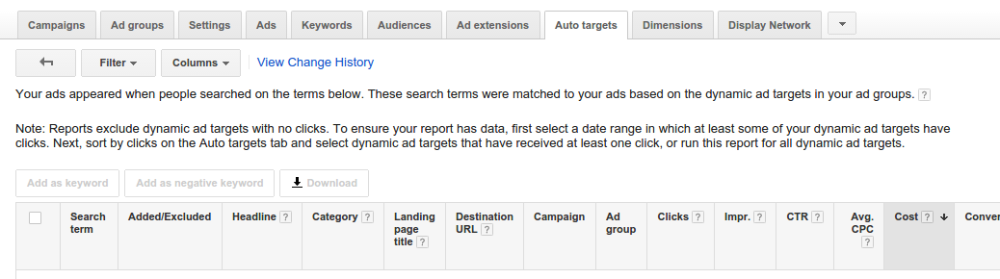 Campaigns Ad groups Settings Ads Keywords Audiences Ad extensions Auto targets Dimensions Display Network
Filter Columns View Change History
Your ads appeared when people searched on the terms below. These search terms were matched to your ads based on the dynamic ad targets in your ad groups. ?
Note: Reports exclude dynamic ad targets with no clicks. To ensure your report has data, first select a date range in which at least some of your dynamic ad targets have
clicks. Next, sort by clicks on the Auto targets tab and select dynamic ad targets that have received at least one click, or run this report for all dynamic ad targets.
Add as keyword Add as negative keyword Download
Search term Added/Excluded Headline ? Category ? Landing page title ? Destination URL ? Campaign Ad group Clicks ? Impr. ? CTR ? Avg. CPC ? Cost ? Conver